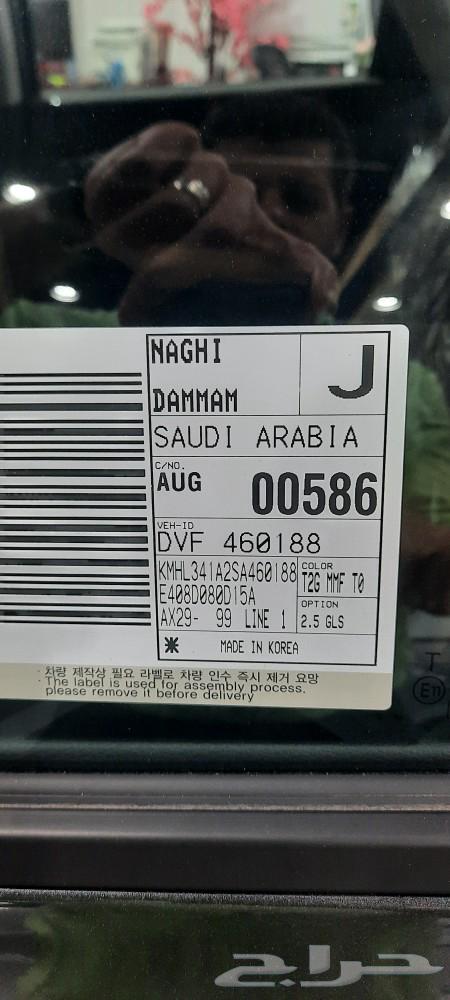 NAGHI
J
DAMMAM
SAUDI ARABIA
C/NO.
AUG 00586
VEH-ID
DVF 460188
KMHL341A2SA460188
COLOR
T2G MMF T0
E408D080D15A
OPTION
AX29- 99 LINE 1
2.5 GLS
MADE IN KOREA
· 차량 제작상 필요 라벨로 차량 인수 즉시 제거 요망
· The label is used for assembly process.
please remove it before delivery
T
En
حراج